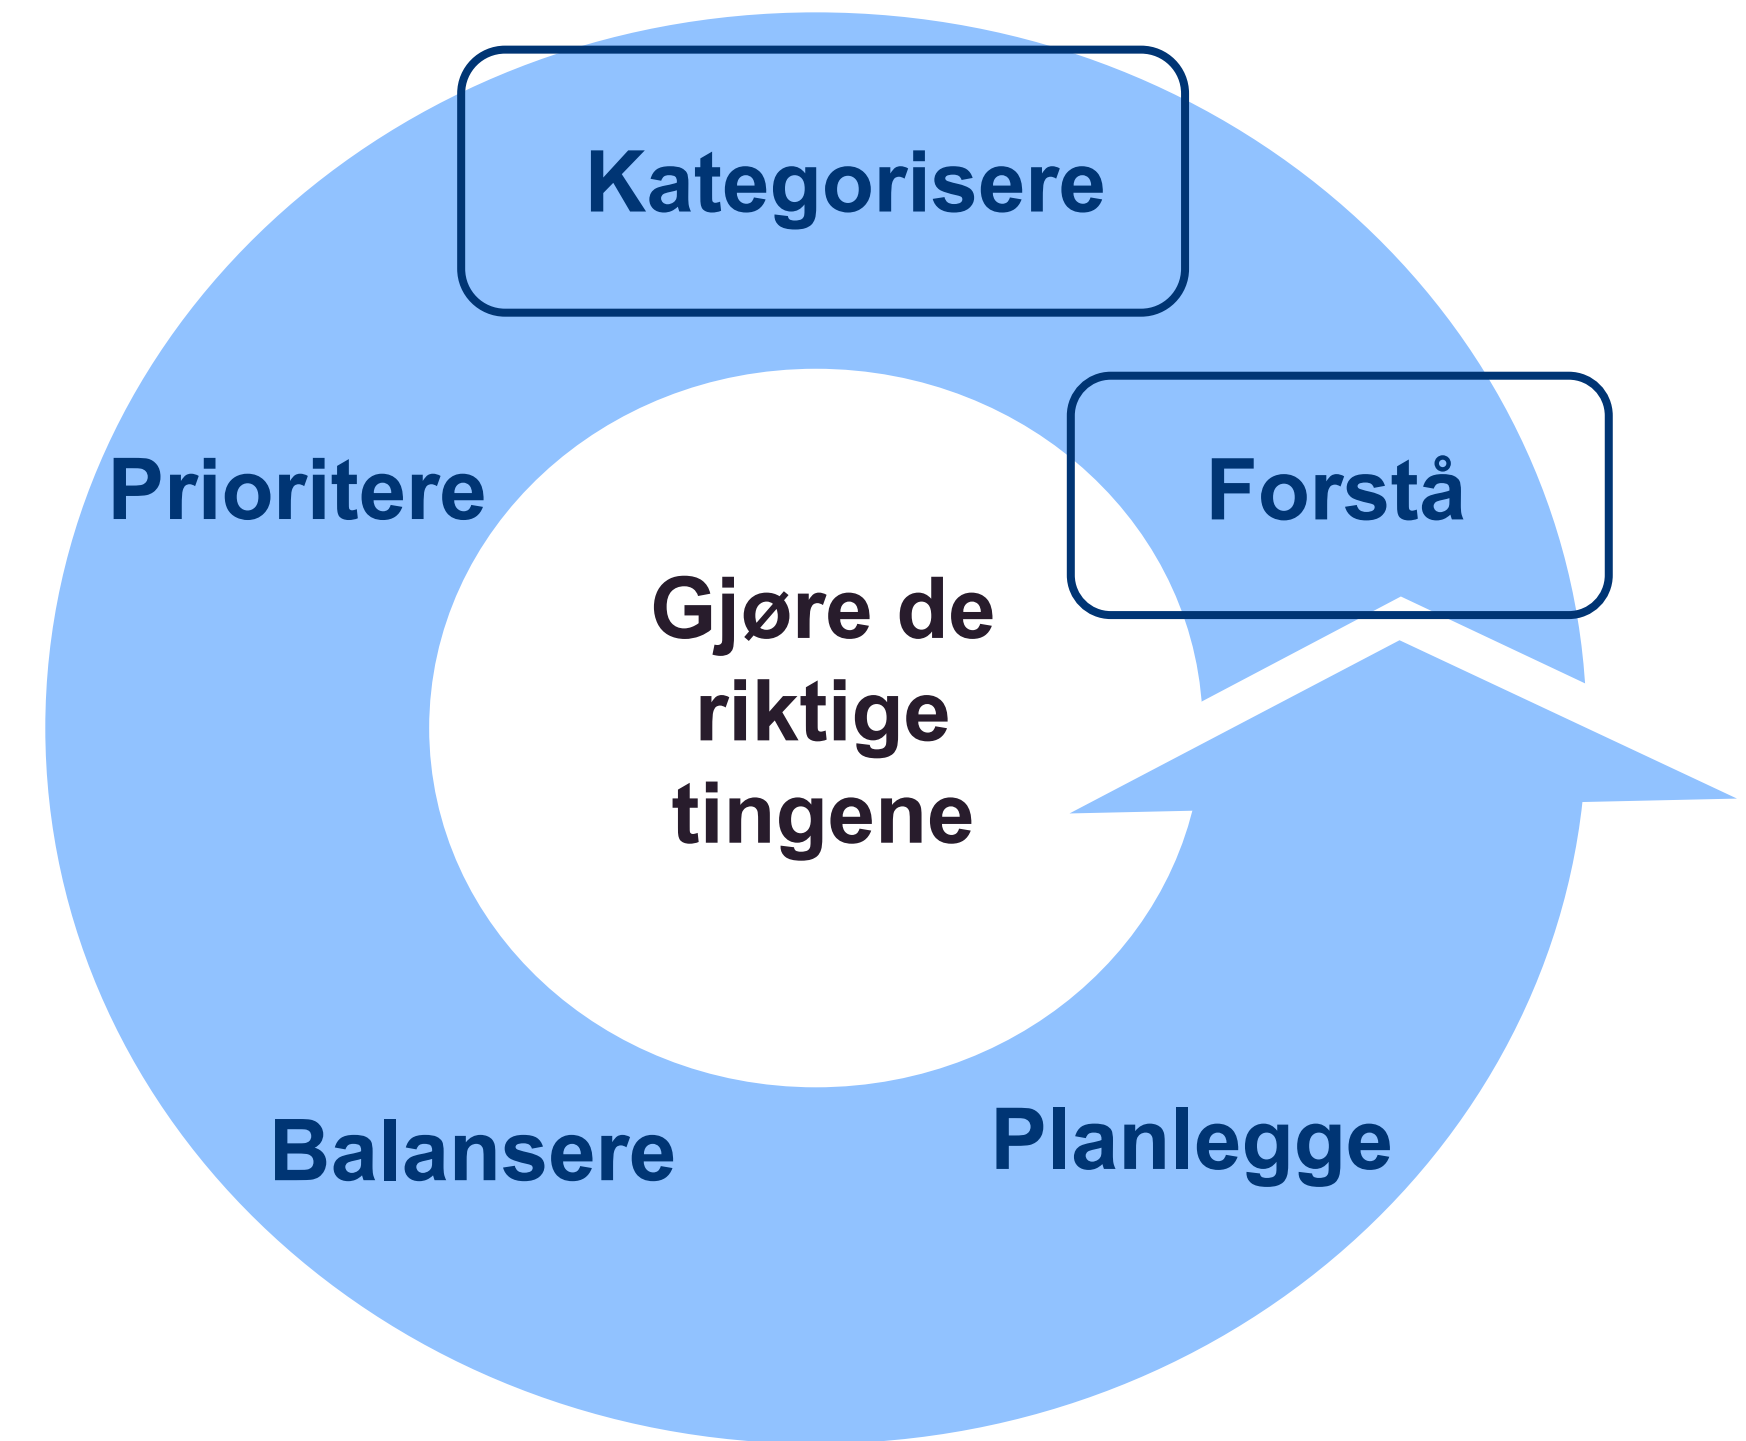 Kategorisere
Prioritere
Forstå
Gjøre de
riktige
tingene
Balansere
Planlegge